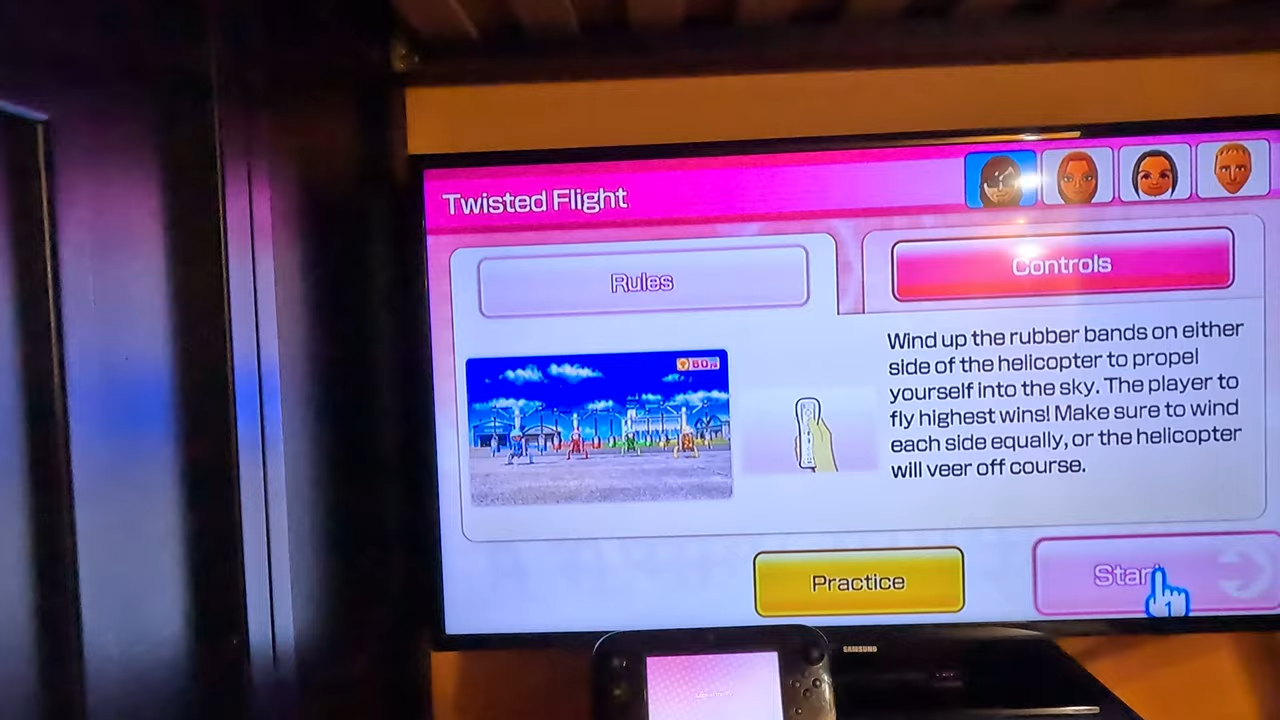 Twisted Flight
Rules
Controls
Wind up the rubber bands on either
side of the helicopter to propel
yourself into the sky. The player to
fly highest wins! Make sure to wind
each side equally, or the helicopter
will veer off course.
Practice
Start
1
SAMSUNG